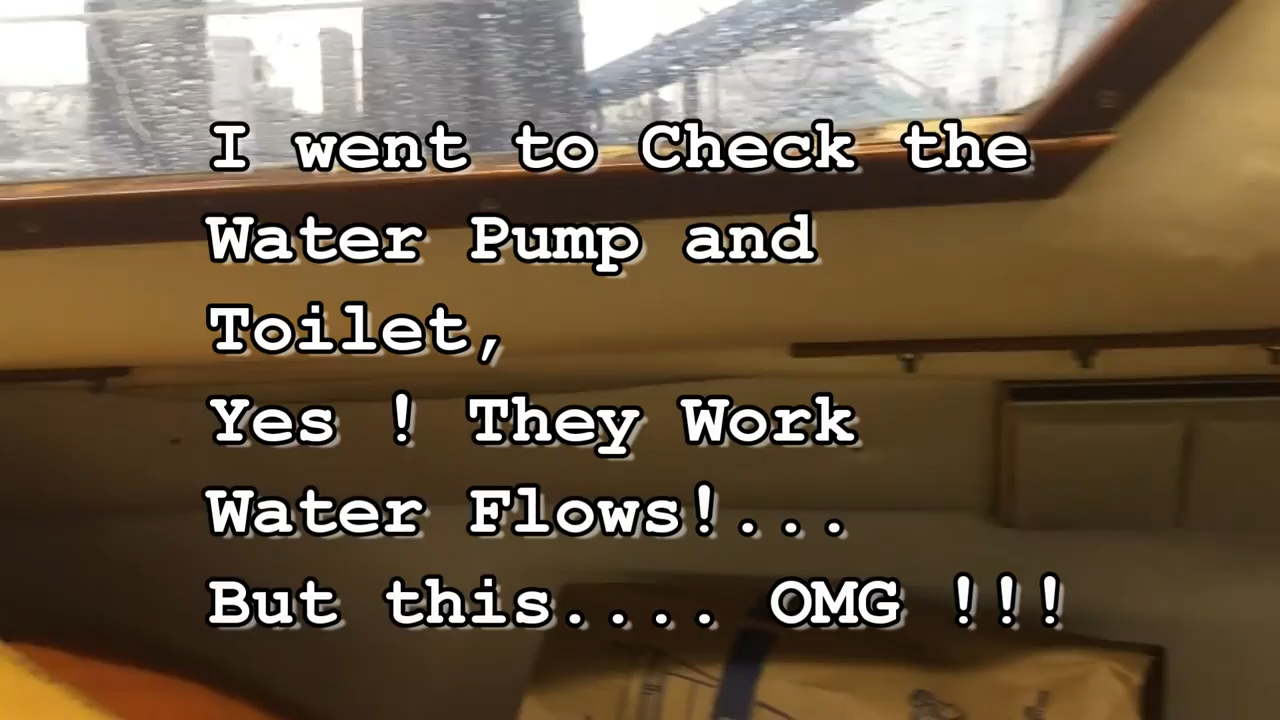 I went to Check the
Water Pump and
Toilet,
Yes ! They Work
Water Flows!...
But this.... OMG !!!